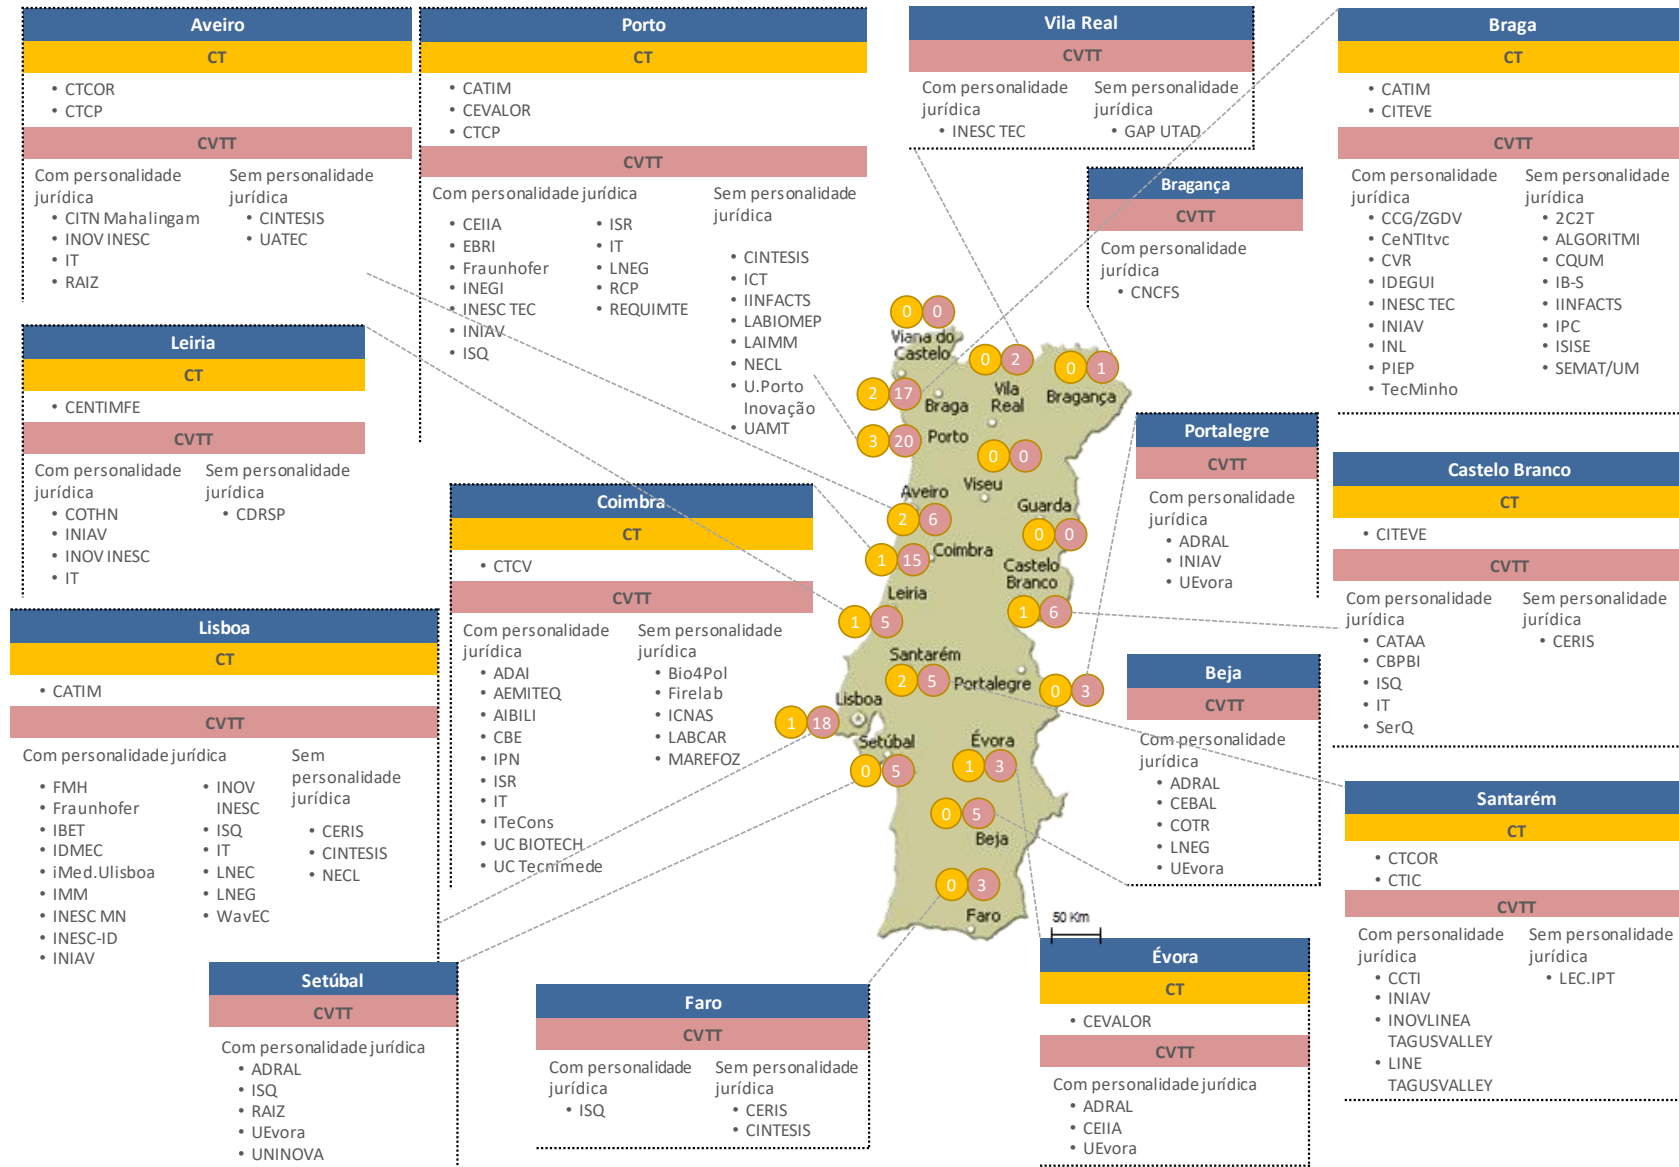 Aveiro
CT
• CTCOR
• CTCP
CVTT
Com personalidade
jurídica
• CITN Mahalingam
• INOV INESC
• IT
• RAIZ
Sem personalidade
jurídica
• CINTESIS
• UATEC
Porto
CT
• CATIM
• CEVALOR
• CTCP
CVTT
Com personalidade jurídica
• CEIIA
• EBRI
• Fraunhofer
• INEGI
• INESC TEC
• INIAV
• ISQ
• ISR
• IT
• LNEG
• RCP
• REQUIMTE
Sem personalidade
jurídica
• CINTESIS
• ICT
• IINFACTS
• LABIOMEP
• LAIMM
• NECL
• U.Porto
Inovação
• UAMT
Vila Real
CVTT
Com personalidade
jurídica
• INESC TEC
Sem personalidade
jurídica
• GAP UTAD
Braga
CT
• CATIM
• CITEVE
CVTT
Com personalidade
jurídica
• CCG/ZGDV
• CeNTItvc
• CVR
• IDEGUI
• INESC TEC
• INIAV
• INL
• PIEP
• TecMinho
Sem personalidade
jurídica
• 2C2T
• ALGORITMI
• CQUM
• IB-S
• IINFACTS
• IPC
• ISISE
• SEMAT/UM
Bragança
CVTT
Com personalidade
jurídica
• CNCFS
Leiria
CT
• CENTIMFE
CVTT
Com personalidade
jurídica
• COTHN
• INIAV
• INOV INESC
• IT
Sem personalidade
jurídica
• CDRSP
0 0
Viana do
Castelo
0 2
Vila
Real
0 1
Bragança
2 17
Braga
3 20
Porto
0 0
Viseu
Aveiro
2 6
Guarda
0 0
1 15
Coimbra
Castelo
Branco
1 6
Leiria
1 5
Santarém
2 5
Portalegre
0 3
Lisboa
1 18
Setúbal
0 5
Évora
1 3
0 5
Beja
0 3
Faro
50 Km
Portalegre
CVTT
Com personalidade
jurídica
• ADRAL
• INIAV
• UEvora
Castelo Branco
CT
• CITEVE
CVTT
Com personalidade
jurídica
• CATAA
• CBPBI
• ISQ
• IT
• SerQ
Sem personalidade
jurídica
• CERIS
Coimbra
CT
• CTCV
CVTT
Com personalidade
jurídica
• ADAI
• AEMITEQ
• AIBILI
• CBE
• IPN
• ISR
• IT
• ITeCons
• UC BIOTECH
• UC Tecnimede
Sem personalidade
jurídica
• Bio4Pol
• Firelab
• ICNAS
• LABCAR
• MAREFOZ
Lisboa
CT
• CATIM
CVTT
Com personalidade jurídica
• FMH
• Fraunhofer
• IBET
• IDMEC
• iMed.Ulisboa
• IMM
• INESC MN
• INESC-ID
• INIAV
• INOV
INESC
• ISQ
• IT
• LNEC
• LNEG
• WavEC
Sem
personalidade
jurídica
• CERIS
• CINTESIS
• NECL
Beja
CVTT
Com personalidade
jurídica
• ADRAL
• CEBAL
• COTR
• LNEG
• UEvora
Santarém
CT
• CTCOR
• CTIC
CVTT
Com personalidade
jurídica
• CCTI
• INIAV
• INOVLINEA
TAGUSVALLEY
• LINE
TAGUSVALLEY
Sem personalidade
jurídica
• LEC.IPT
Setúbal
CVTT
Com personalidade jurídica
• ADRAL
• ISQ
• RAIZ
• UEvora
• UNINOVA
Faro
CVTT
Com personalidade
jurídica
• ISQ
Sem personalidade
jurídica
• CERIS
• CINTESIS
Évora
CT
• CEVALOR
CVTT
Com personalidade jurídica
• ADRAL
• CEIIA
• UEvora